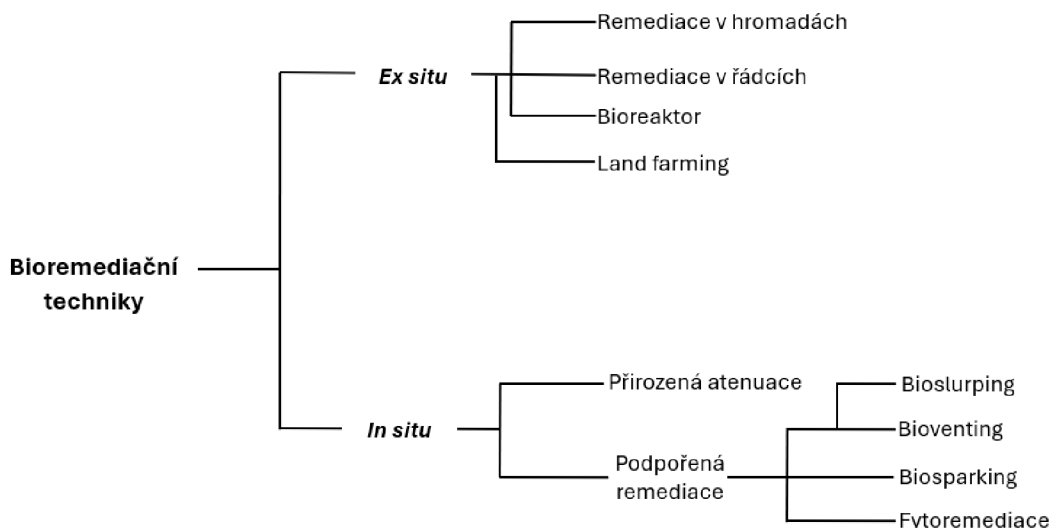 Bioremediační
techniky
Ex situ
Remediace v hromadách
Remediace v řádcích
Bioreaktor
Land farming
In situ
Přirozená atenuace
Podpořená
remediace
Bioslurping
Bioventing
Biosparking
Fytoremediace